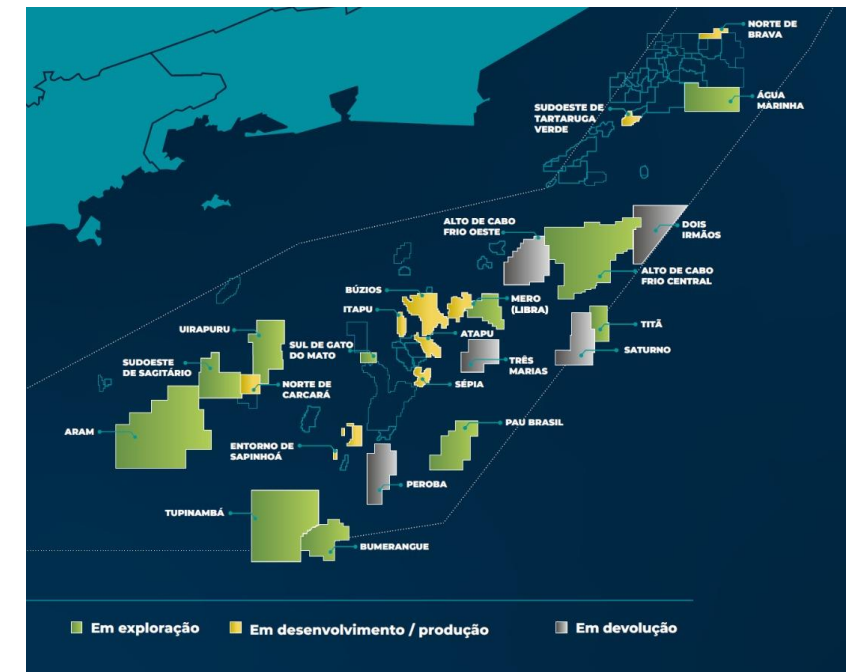 NORTE DE
BRAVA
ÁGUA
MARINHA
SUDOESTE DE
TARTARUGA
VERDE
ALTO DE CABO
FRIO OESTE
DOIS
IRMÃOS
ALTO DE CABO
FRIO CENTRAL
BÚZIOS
ITAPU
MERO
(LIBRA)
UIRAPURU
SUL DE GATO
DO MATO
ATAPU
TITÃ
SUDOESTE
DE SAGITÁRIO
TRÊS
MARIAS
SATURNO
NORTE DE
CARCARÁ
SÉPIA
ARAM
PAU BRASIL
ENTORNO DE
SAPINHOÁ
PEROBA
TUPINAMBÁ
BUMERANGUE
Em exploração
Em desenvolvimento / produção
Em devolução